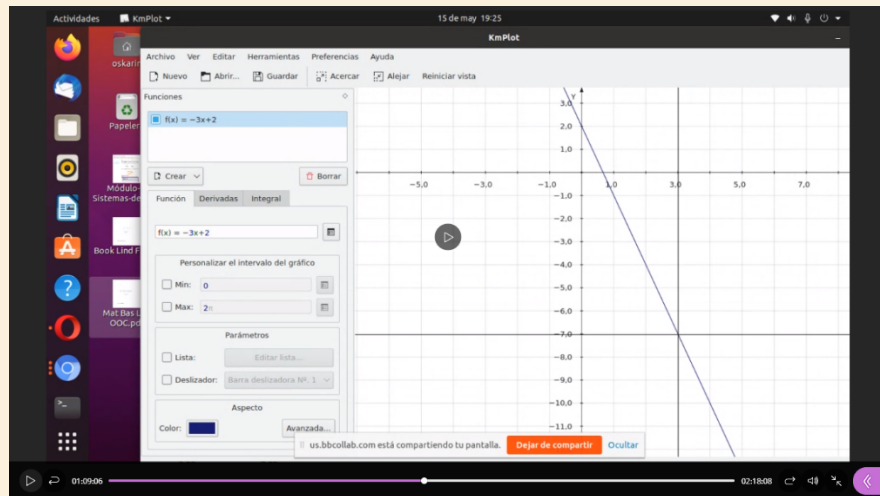 Actividades KmPlot 15 de may 19:25
KmPlot
oskarin
Papeler
Módulo-
Sistemas-de
Book Lind F
Mat Bas L
OOC.pd
Archivo Ver Editar Herramientas Preferencias Ayuda
Nuevo Abrir... Guardar Acercar Alejar Reiniciar vista
Funciones
f(x) = −3x+2
Crear Borrar
Función Derivadas Integral
f(x) = −3x+2
Personalizar el intervalo del gráfico
Min: 0
Max: 2π
Parámetros
Lista: Editar lista...
Deslizador: Barra deslizadora Nº. 1
Aspecto
Color: Avanzada...
Y
3,0
2,0
1,0
−5,0 −3,0 −1,0 1,0 3,0 5,0 7,0
−1,0
−2,0
−3,0
−4,0
−5,0
−6,0
−7,0
−8,0
−9,0
−10,0
−11,0
us.bbcollab.com está compartiendo tu pantalla. Dejar de compartir Ocultar
01:09:06 02:18:08